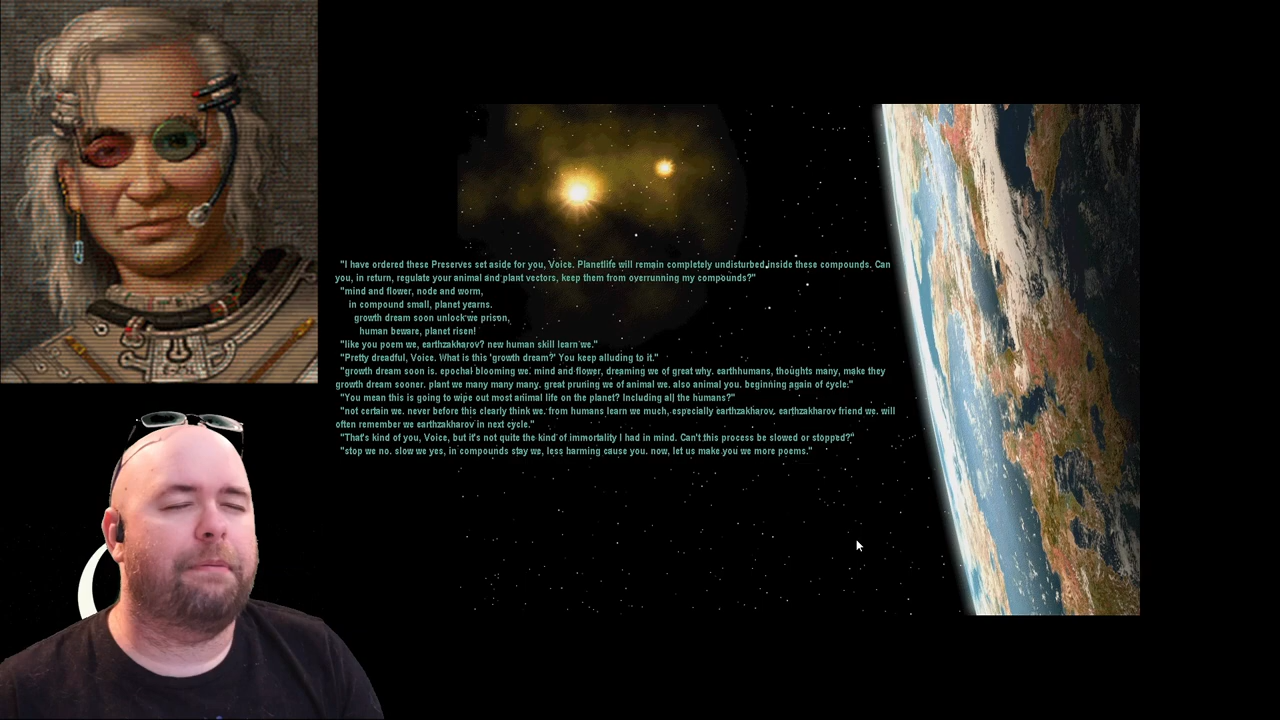 "I have ordered these Preserves set aside for you, Voice. Planetlife will remain completely undisturbed inside these compounds. Can
you, in return, regulate your animal and plant vectors, keep them from overrunning my compounds?"
"mind and flower, node and worm,
in compound small, planet yearns.
growth dream soon unlock we prison,
human beware, planet risen!
"like you poem we, earthzakharov? new human skill learn we."
"Pretty dreadful, Voice. What is this 'growth dream?' You keep alluding to it."
"growth dream soon is. epochal blooming we. mind and flower, dreaming we of great why. earthhumans, thoughts many, make they
growth dream sooner. plant we many many many. great pruning we of animal we. also animal you. beginning again of cycle."
"You mean this is going to wipe out most animal life on the planet? Including all the humans?"
"not certain we. never before this clearly think we. from humans learn we much, especially earthzakharov. earthzakharov friend we. will
often remember we earthzakharov in next cycle."
"That's kind of you, Voice, but it's not quite the kind of immortality I had in mind. Can't this process be slowed or stopped?"
"stop we no. slow we yes, in compounds stay we, less harming cause you. now, let us make you we more poems."